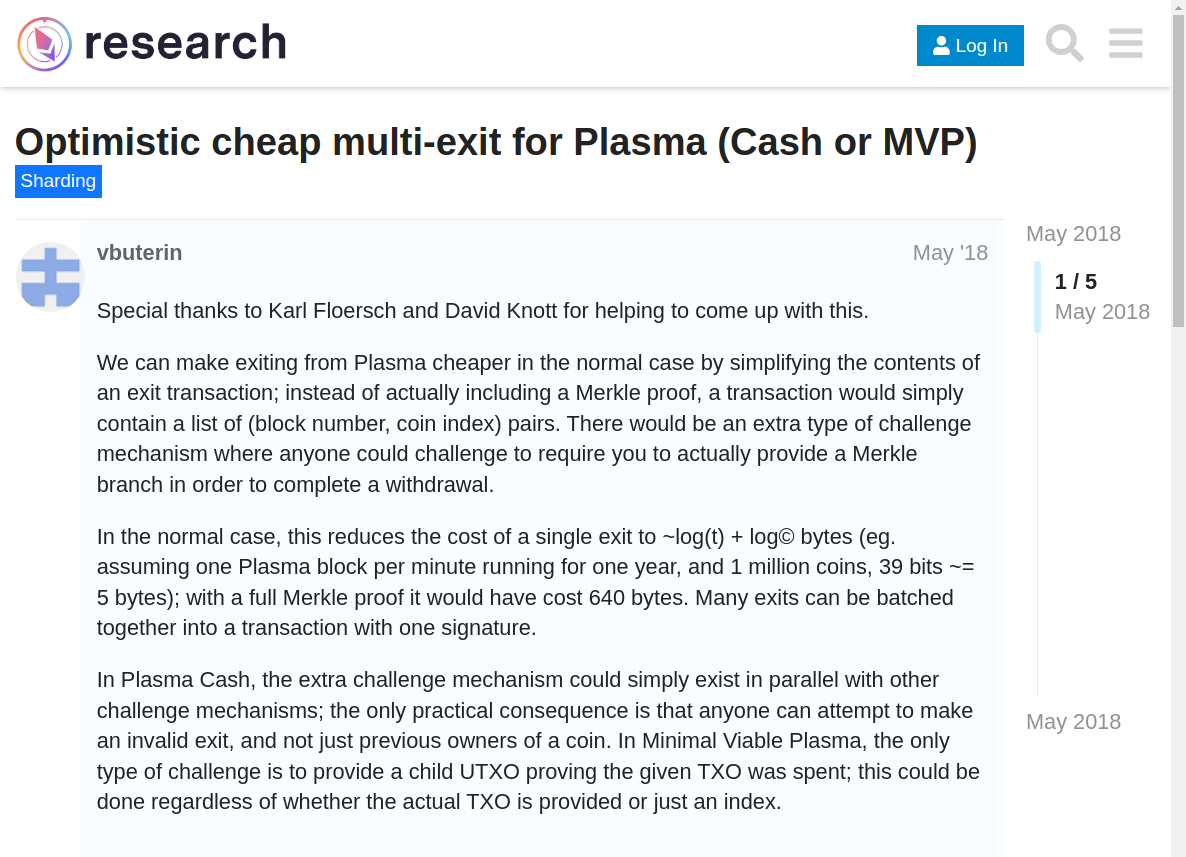 research
Log In
Optimistic cheap multi-exit for Plasma (Cash or MVP)
Sharding
May 2018
vbuterin
May '18
1 / 5
May 2018
Special thanks to Karl Floersch and David Knott for helping to come up with this.
We can make exiting from Plasma cheaper in the normal case by simplifying the contents of
an exit transaction; instead of actually including a Merkle proof, a transaction would simply
contain a list of (block number, coin index) pairs. There would be an extra type of challenge
mechanism where anyone could challenge to require you to actually provide a Merkle
branch in order to complete a withdrawal.
In the normal case, this reduces the cost of a single exit to ~log(t) + log© bytes (eg.
assuming one Plasma block per minute running for one year, and 1 million coins, 39 bits ~=
5 bytes); with a full Merkle proof it would have cost 640 bytes. Many exits can be batched
together into a transaction with one signature.
In Plasma Cash, the extra challenge mechanism could simply exist in parallel with other
challenge mechanisms; the only practical consequence is that anyone can attempt to make
an invalid exit, and not just previous owners of a coin. In Minimal Viable Plasma, the only
type of challenge is to provide a child UTXO proving the given TXO was spent; this could be
done regardless of whether the actual TXO is provided or just an index.
May 2018